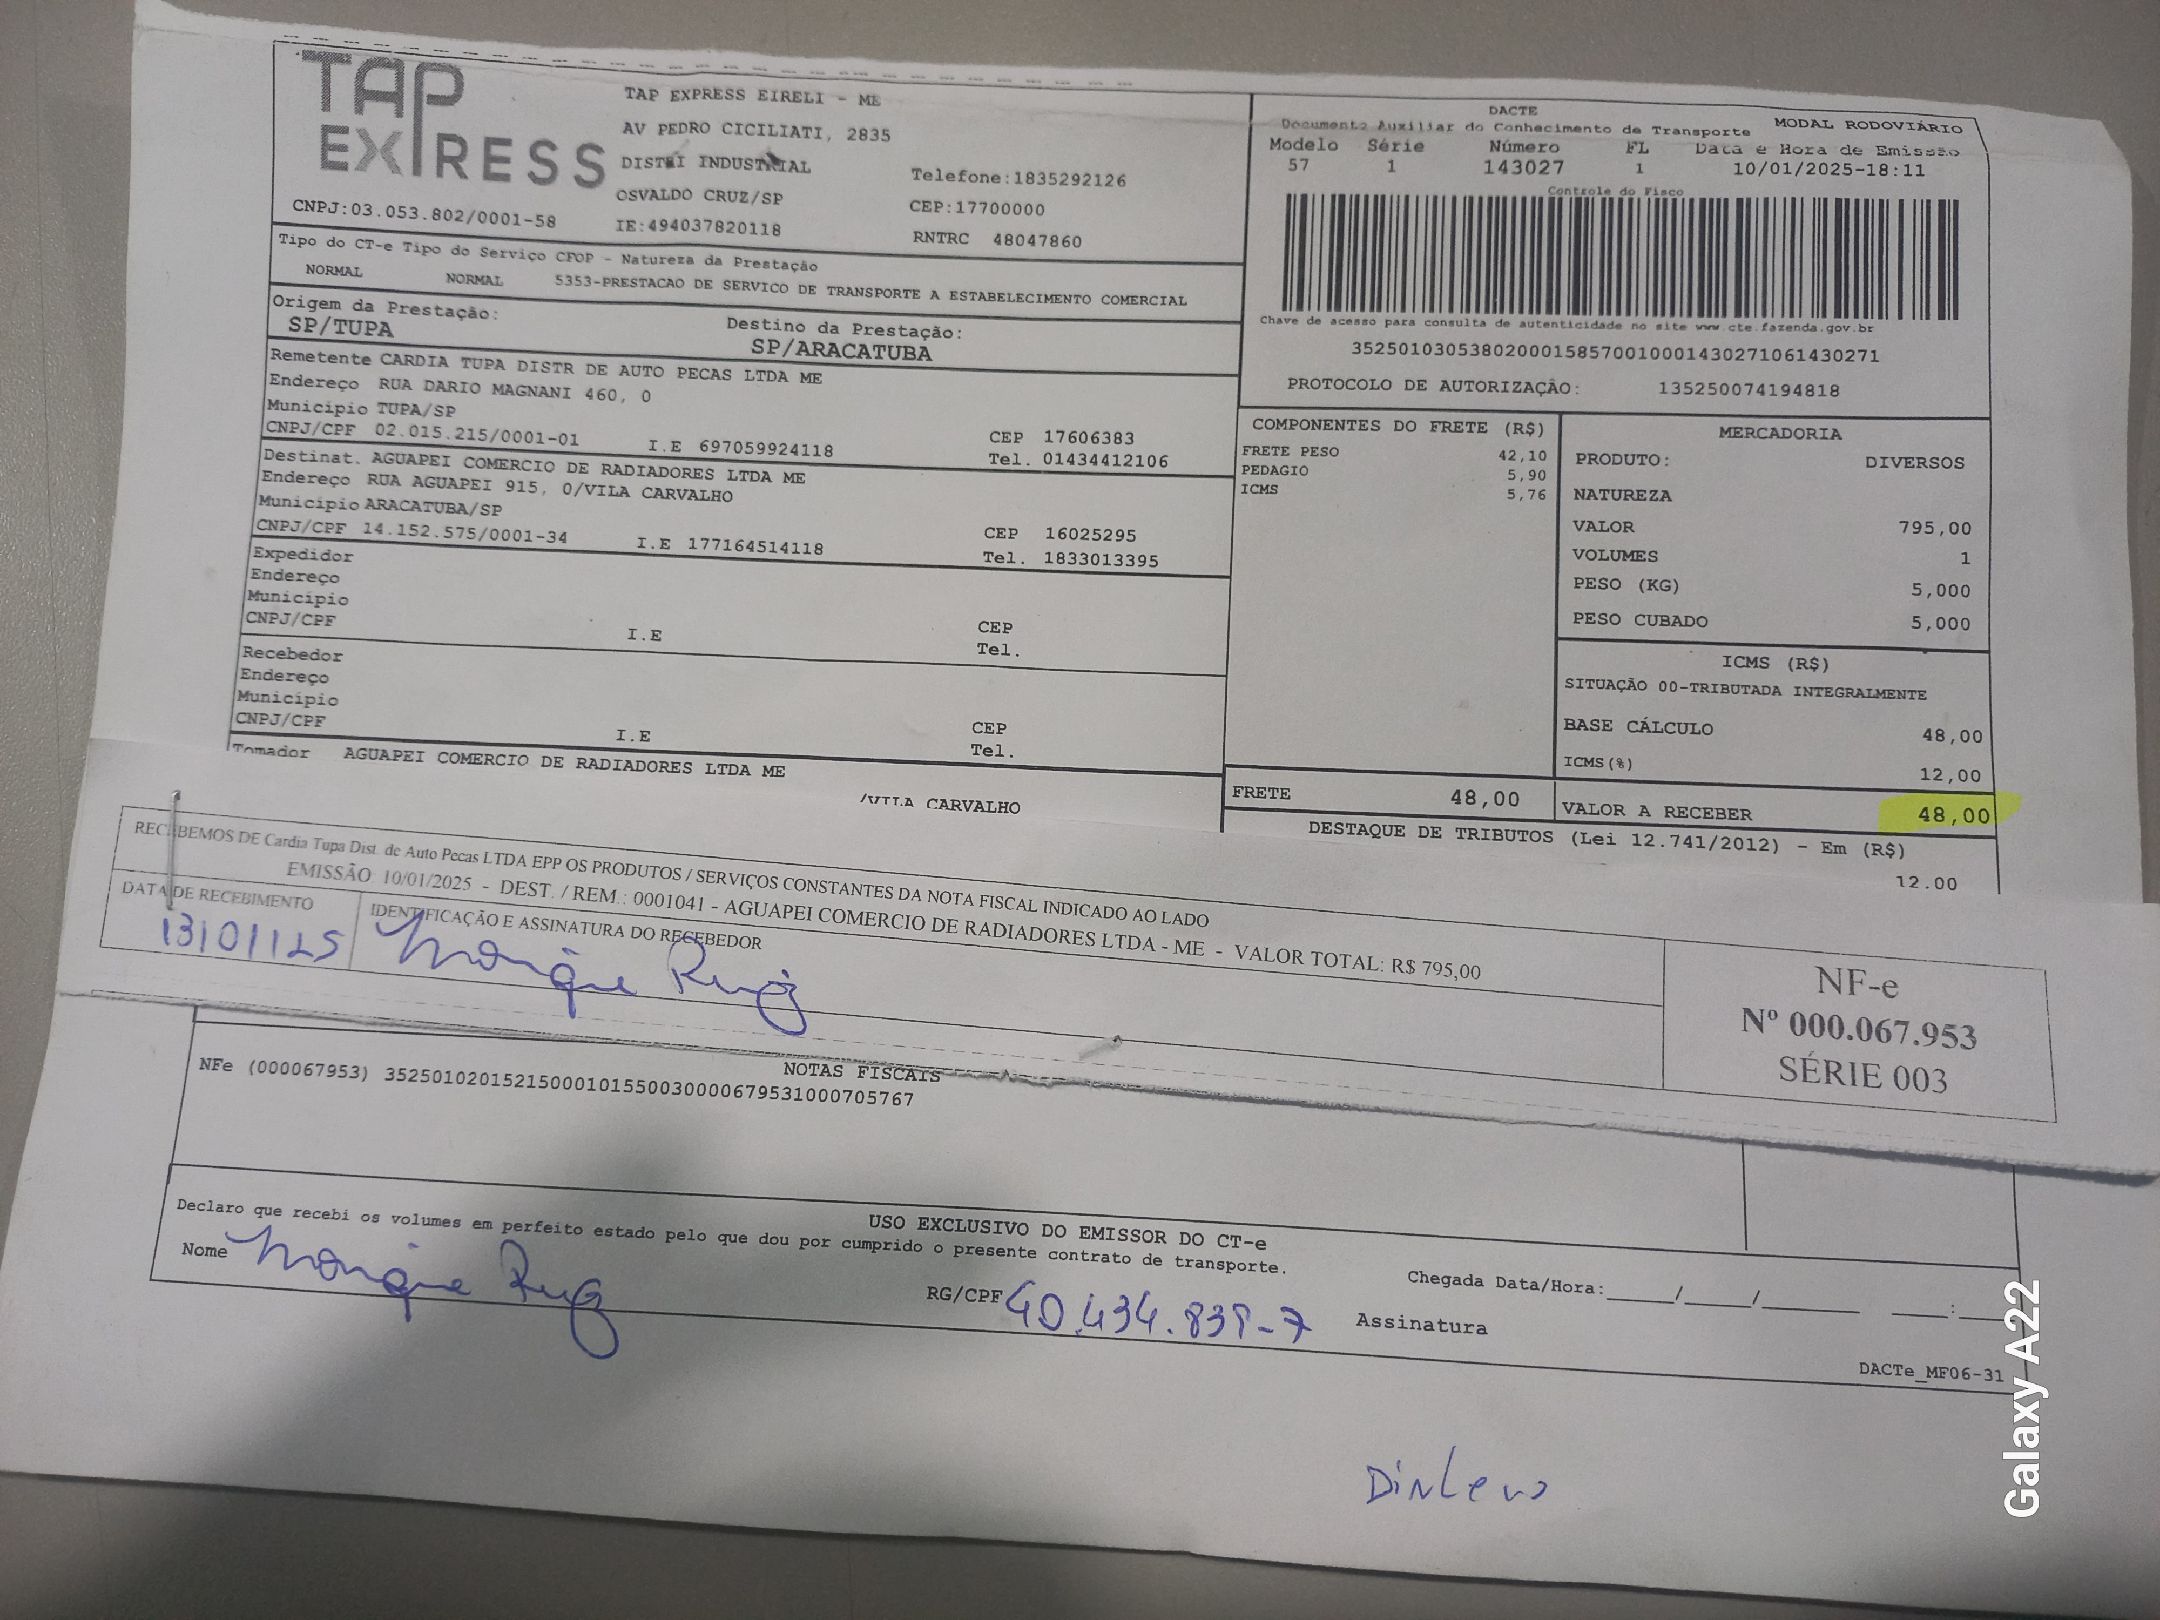 TAP
EXPRESS
TAP EXPRESS EIRELI - ME
AV PEDRO CICILIATI, 2835
DISTRI INDUSTRIAL
OSVALDO CRUZ/SP
IE:494037820118
Telefone:1835292126
CEP:17700000
RNTRC 48047860
CNPJ:03.053.802/0001-58
Tipo do CT-e Tipo do Serviço CFOP - Natureza da Prestação
NORMAL NORMAL 5353-PRESTACAO DE SERVICO DE TRANSPORTE A ESTABELECIMENTO COMERCIAL
Origem da Prestação: Destino da Prestação:
SP/TUPA SP/ARACATUBA
Remetente CARDIA TUPA DISTR DE AUTO PECAS LTDA ME
Endereço RUA DARIO MAGNANI 460, 0
Município TUPA/SP CEP 17606383
CNPJ/CPF 02.015.215/0001-01 I.E 697059924118 Tel. 01434412106
Destinat. AGUAPEI COMERCIO DE RADIADORES LTDA ME
Endereço RUA AGUAPEI 915, 0/VILA CARVALHO
Município ARACATUBA/SP CEP 16025295
CNPJ/CPF 14.152.575/0001-34 I.E 177164514118 Tel. 1833013395
Expedidor
Endereço
Município CEP
CNPJ/CPF I.E Tel.
Recebedor
Endereço
Município CEP
CNPJ/CPF I.E Tel.
Tomador AGUAPEI COMERCIO DE RADIADORES LTDA ME
/VILA CARVALHO
DACTE
Documento Auxiliar do Conhecimento de Transporte MODAL RODOVIÁRIO
Modelo Série Número FL Data e Hora de Emissão
57 1 143027 1 10/01/2025-18:11
Controle do Fisco
Chave de acesso para consulta de autenticidade no site www.cte.fazenda.gov.br
35250103053802000158570010001430271061430271
PROTOCOLO DE AUTORIZAÇÃO: 135250074194818
COMPONENTES DO FRETE (R$)
FRETE PESO 42,10
PEDAGIO 5,90
ICMS 5,76
MERCADORIA
PRODUTO: DIVERSOS
NATUREZA
VALOR 795,00
VOLUMES 1
PESO (KG) 5,000
PESO CUBADO 5,000
ICMS (R$)
SITUAÇÃO 00-TRIBUTADA INTEGRALMENTE
BASE CÁLCULO 48,00
ICMS(%) 12,00
FRETE 48,00 VALOR A RECEBER 48,00
DESTAQUE DE TRIBUTOS (Lei 12.741/2012) - Em (R$)
12.00
RECEBEMOS DE Cardia Tupa Dist. de Auto Pecas LTDA EPP OS PRODUTOS / SERVIÇOS CONSTANTES DA NOTA FISCAL INDICADO AO LADO
EMISSÃO: 10/01/2025 - DEST. / REM.: 0001041 - AGUAPEI COMERCIO DE RADIADORES LTDA - ME - VALOR TOTAL: R$ 795,00
DATA DE RECEBIMENTO IDENTIFICAÇÃO E ASSINATURA DO RECEBEDOR
13/01/25 Monique
NF-e
Nº 000.067.953
SÉRIE 003
NOTAS FISCAIS
NFe (000067953) 35250102015215000101550030000679531000705767
USO EXCLUSIVO DO EMISSOR DO CT-e
Declaro que recebi os volumes em perfeito estado pelo que dou por cumprido o presente contrato de transporte.
Nome Monique RG/CPF Assinatura
Chegada Data/Hora:_____/_____/_______ ____:____
DACTe_MF06-31
Dinheiro
Galaxy A22